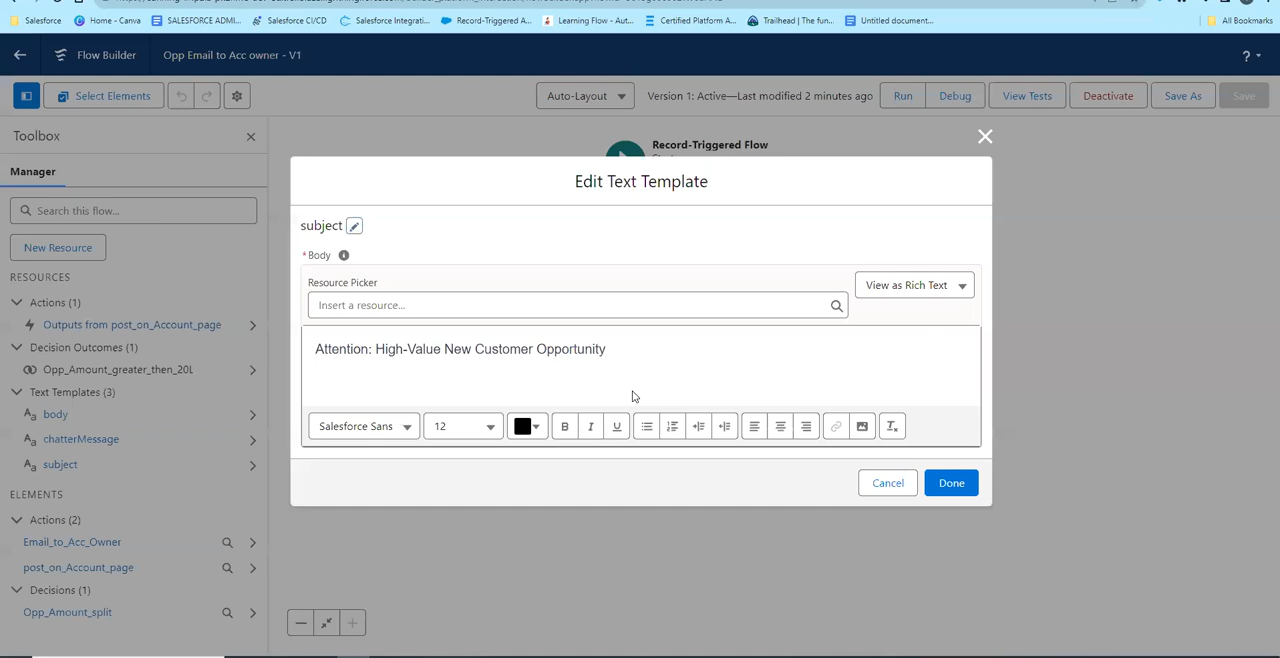 Salesforce
Home - Canva
SALESFORCE ADMI...
Salesforce CI/CD
Salesforce Integrati...
Record-Triggered A...
Learning Flow - Aut...
Certified Platform A...
Trailhead | The fun...
Untitled document...
All Bookmarks
Flow Builder
Opp Email to Acc owner - V1
?
Select Elements
Auto-Layout
Version 1: Active—Last modified 2 minutes ago
Run
Debug
View Tests
Deactivate
Save As
Save
Toolbox
Manager
Search this flow...
New Resource
RESOURCES
Actions (1)
Outputs from post_on_Account_page
Decision Outcomes (1)
Opp_Amount_greater_then_20L
Text Templates (3)
body
chatterMessage
subject
ELEMENTS
Actions (2)
Email_to_Acc_Owner
post_on_Account_page
Decisions (1)
Opp_Amount_split
Record-Triggered Flow
Edit Text Template
subject
* Body
Resource Picker
Insert a resource...
View as Rich Text
Attention: High-Value New Customer Opportunity
Salesforce Sans
12
B I U
Cancel
Done